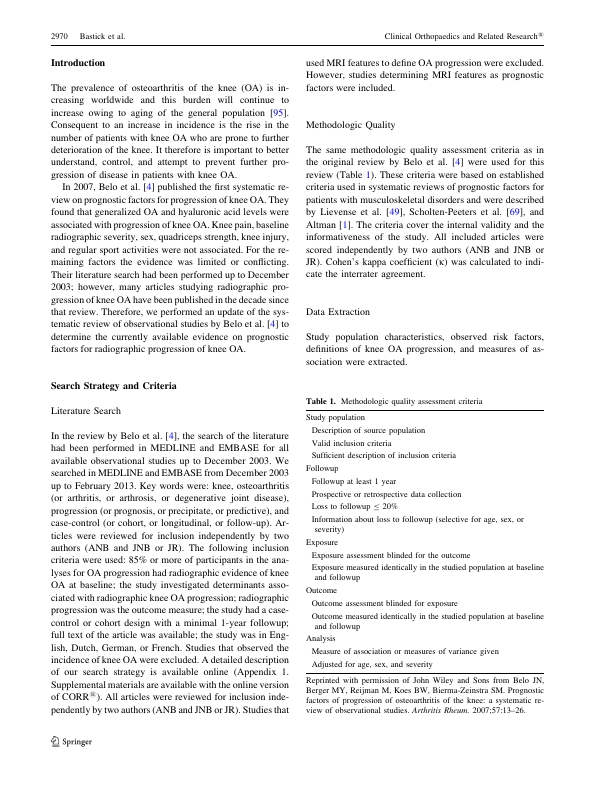 2970 Bastick et al.
Clinical Orthopaedics and Related Research®
Introduction
The prevalence of osteoarthritis of the knee (OA) is in-
creasing worldwide and this burden will continue to
increase owing to aging of the general population [95].
Consequent to an increase in incidence is the rise in the
number of patients with knee OA who are prone to further
deterioration of the knee. It therefore is important to better
understand, control, and attempt to prevent further pro-
gression of disease in patients with knee OA.
In 2007, Belo et al. [4] published the first systematic re-
view on prognostic factors for progression of knee OA. They
found that generalized OA and hyaluronic acid levels were
associated with progression of knee OA. Knee pain, baseline
radiographic severity, sex, quadriceps strength, knee injury,
and regular sport activities were not associated. For the re-
maining factors the evidence was limited or conflicting.
Their literature search had been performed up to December
2003; however, many articles studying radiographic pro-
gression of knee OA have been published in the decade since
that review. Therefore, we performed an update of the sys-
tematic review of observational studies by Belo et al. [4] to
determine the currently available evidence on prognostic
factors for radiographic progression of knee OA.
Search Strategy and Criteria
Literature Search
In the review by Belo et al. [4], the search of the literature
had been performed in MEDLINE and EMBASE for all
available observational studies up to December 2003. We
searched in MEDLINE and EMBASE from December 2003
up to February 2013. Key words were: knee, osteoarthritis
(or arthritis, or arthrosis, or degenerative joint disease),
progression (or prognosis, or precipitate, or predictive), and
case-control (or cohort, or longitudinal, or follow-up). Ar-
ticles were reviewed for inclusion independently by two
authors (ANB and JNB or JR). The following inclusion
criteria were used: 85% or more of participants in the ana-
lyses for OA progression had radiographic evidence of knee
OA at baseline; the study investigated determinants asso-
ciated with radiographic knee OA progression; radiographic
progression was the outcome measure; the study had a case-
control or cohort design with a minimal 1-year followup;
full text of the article was available; the study was in Eng-
lish, Dutch, German, or French. Studies that observed the
incidence of knee OA were excluded. A detailed description
of our search strategy is available online (Appendix 1.
Supplemental materials are available with the online version
of CORR®). All articles were reviewed for inclusion inde-
pendently by two authors (ANB and JNB or JR). Studies that
used MRI features to define OA progression were excluded.
However, studies determining MRI features as prognostic
factors were included.
Methodologic Quality
The same methodologic quality assessment criteria as in
the original review by Belo et al. [4] were used for this
review (Table 1). These criteria were based on established
criteria used in systematic reviews of prognostic factors for
patients with musculoskeletal disorders and were described
by Lievense et al. [49], Scholten-Peeters et al. [69], and
Altman [1]. The criteria cover the internal validity and the
informativeness of the study. All included articles were
scored independently by two authors (ANB and JNB or
JR). Cohen's kappa coefficient (κ) was calculated to indi-
cate the interrater agreement.
Data Extraction
Study population characteristics, observed risk factors,
definitions of knee OA progression, and measures of as-
sociation were extracted.
Table 1. Methodologic quality assessment criteria
Study population
Description of source population
Valid inclusion criteria
Sufficient description of inclusion criteria
Followup
Followup at least 1 year
Prospective or retrospective data collection
Loss to followup ≤ 20%
Information about loss to followup (selective for age, sex, or
severity)
Exposure
Exposure assessment blinded for the outcome
Exposure measured identically in the studied population at baseline
and followup
Outcome
Outcome assessment blinded for exposure
Outcome measured identically in the studied population at baseline
and followup
Analysis
Measure of association or measures of variance given
Adjusted for age, sex, and severity
Reprinted with permission of John Wiley and Sons from Belo JN,
Berger MY, Reijman M, Koes BW, Bierma-Zeinstra SM. Prognostic
factors of progression of osteoarthritis of the knee: a systematic re-
view of observational studies. Arthritis Rheum. 2007;57:13–26.
Springer